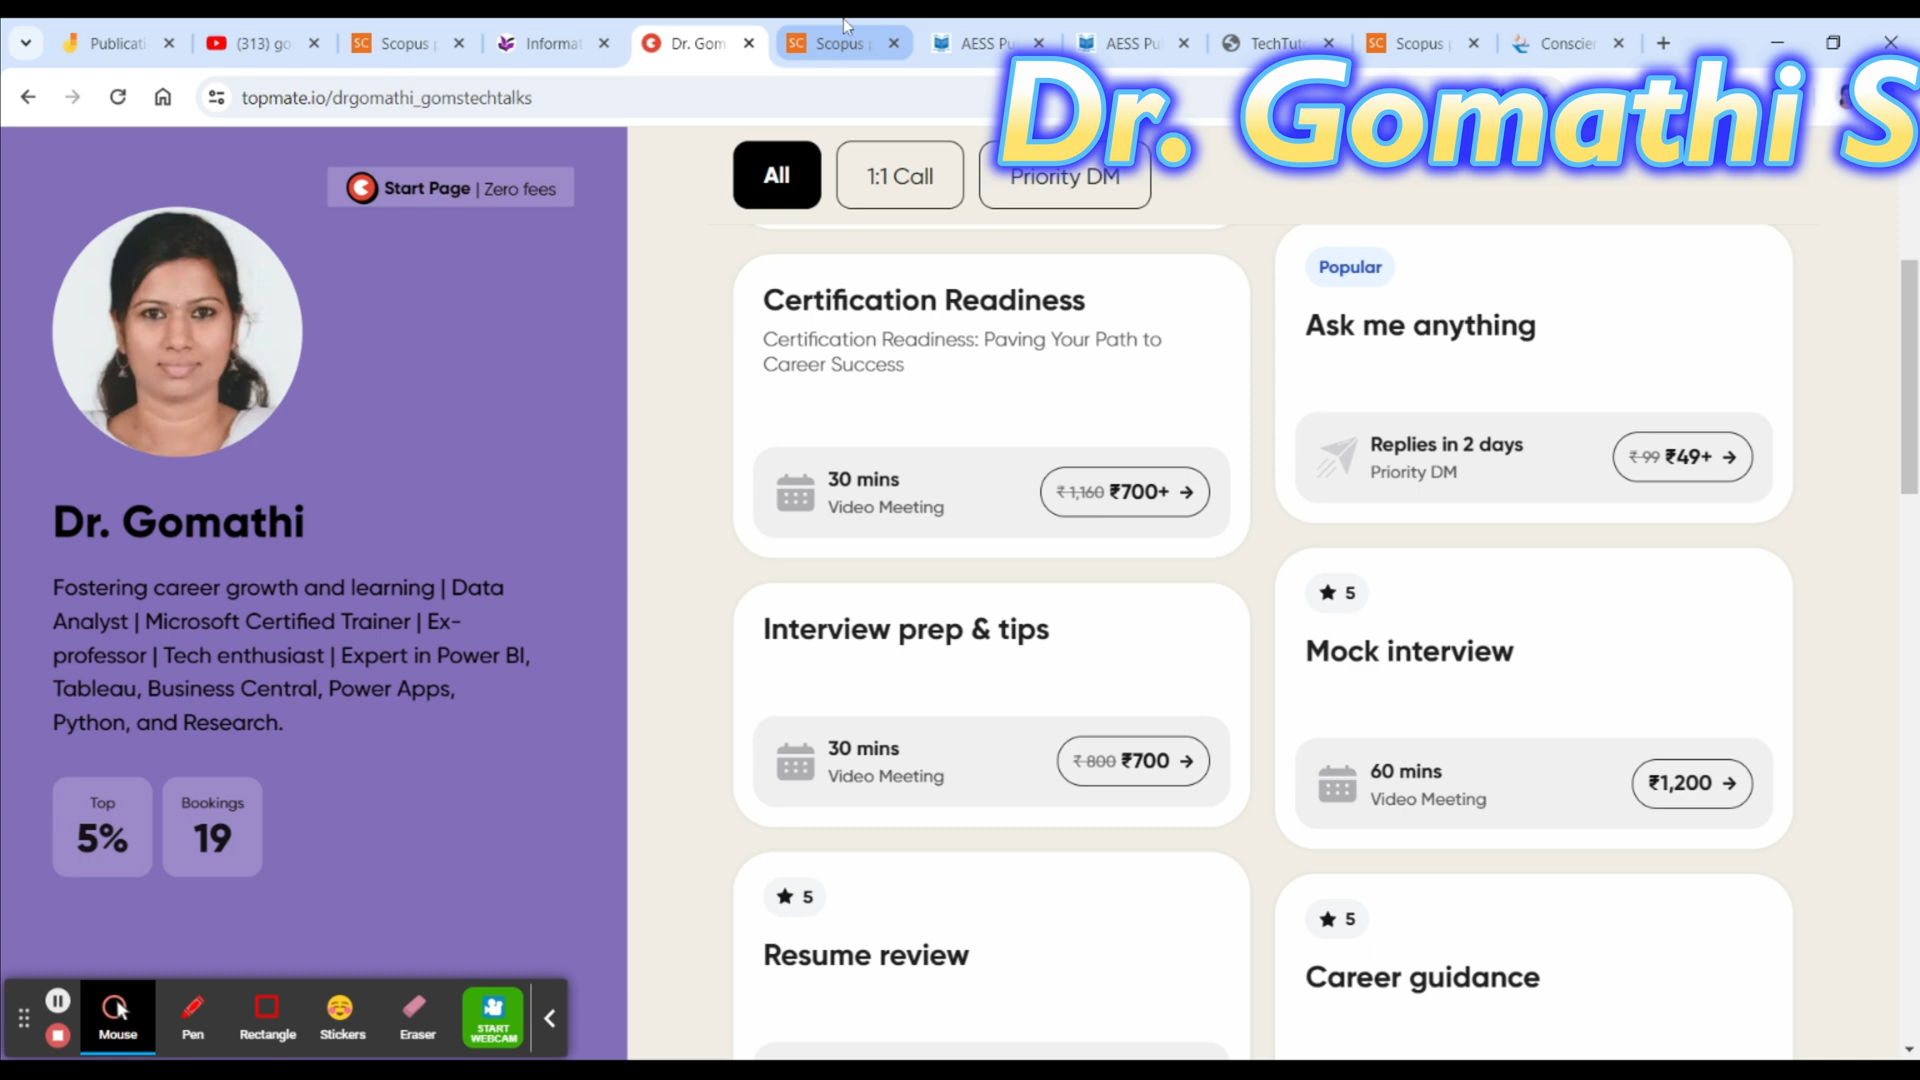 Publicati
(313) go
Scopus
Informat
Dr. Gom
Scopus
AESS Pu
AESS Pu
TechTut
Scopus
Conscie
topmate.io/drgomathi_gomstechtalks
Dr. Gomathi S
Start Page | Zero fees
All
1:1 Call
Priority DM
Dr. Gomathi
Fostering career growth and learning | Data
Analyst | Microsoft Certified Trainer | Ex-
professor | Tech enthusiast | Expert in Power BI,
Tableau, Business Central, Power Apps,
Python, and Research.
Top
5%
Bookings
19
Certification Readiness
Certification Readiness: Paving Your Path to
Career Success
30 mins
Video Meeting
₹1,160 ₹700+ →
Popular
Ask me anything
Replies in 2 days
Priority DM
₹99 ₹49+ →
Interview prep & tips
30 mins
Video Meeting
₹800 ₹700 →
★ 5
Mock interview
60 mins
Video Meeting
₹1,200 →
★ 5
Resume review
★ 5
Career guidance
Mouse
Pen
Rectangle
Stickers
Eraser
START
WEBCAM